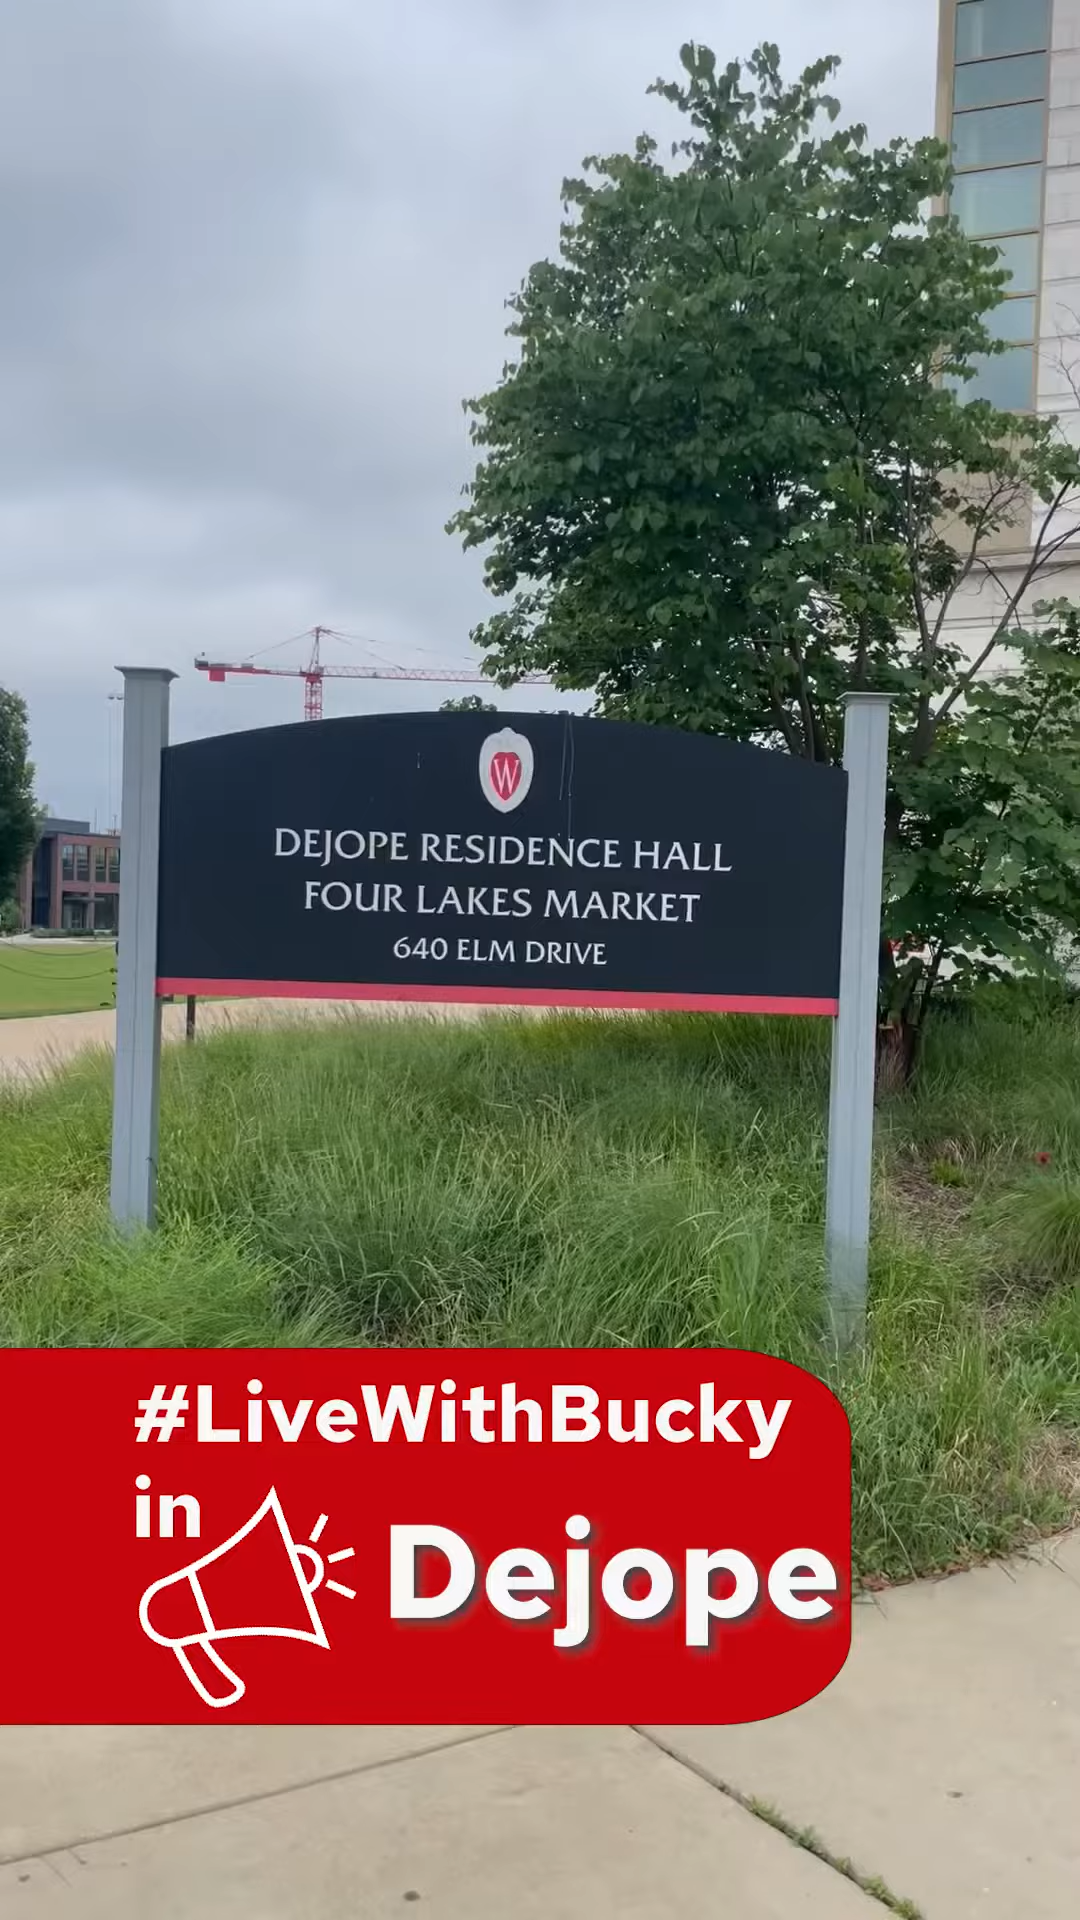 W
DEJOPE RESIDENCE HALL
FOUR LAKES MARKET
640 ELM DRIVE
#LiveWithBucky
in
Dejope